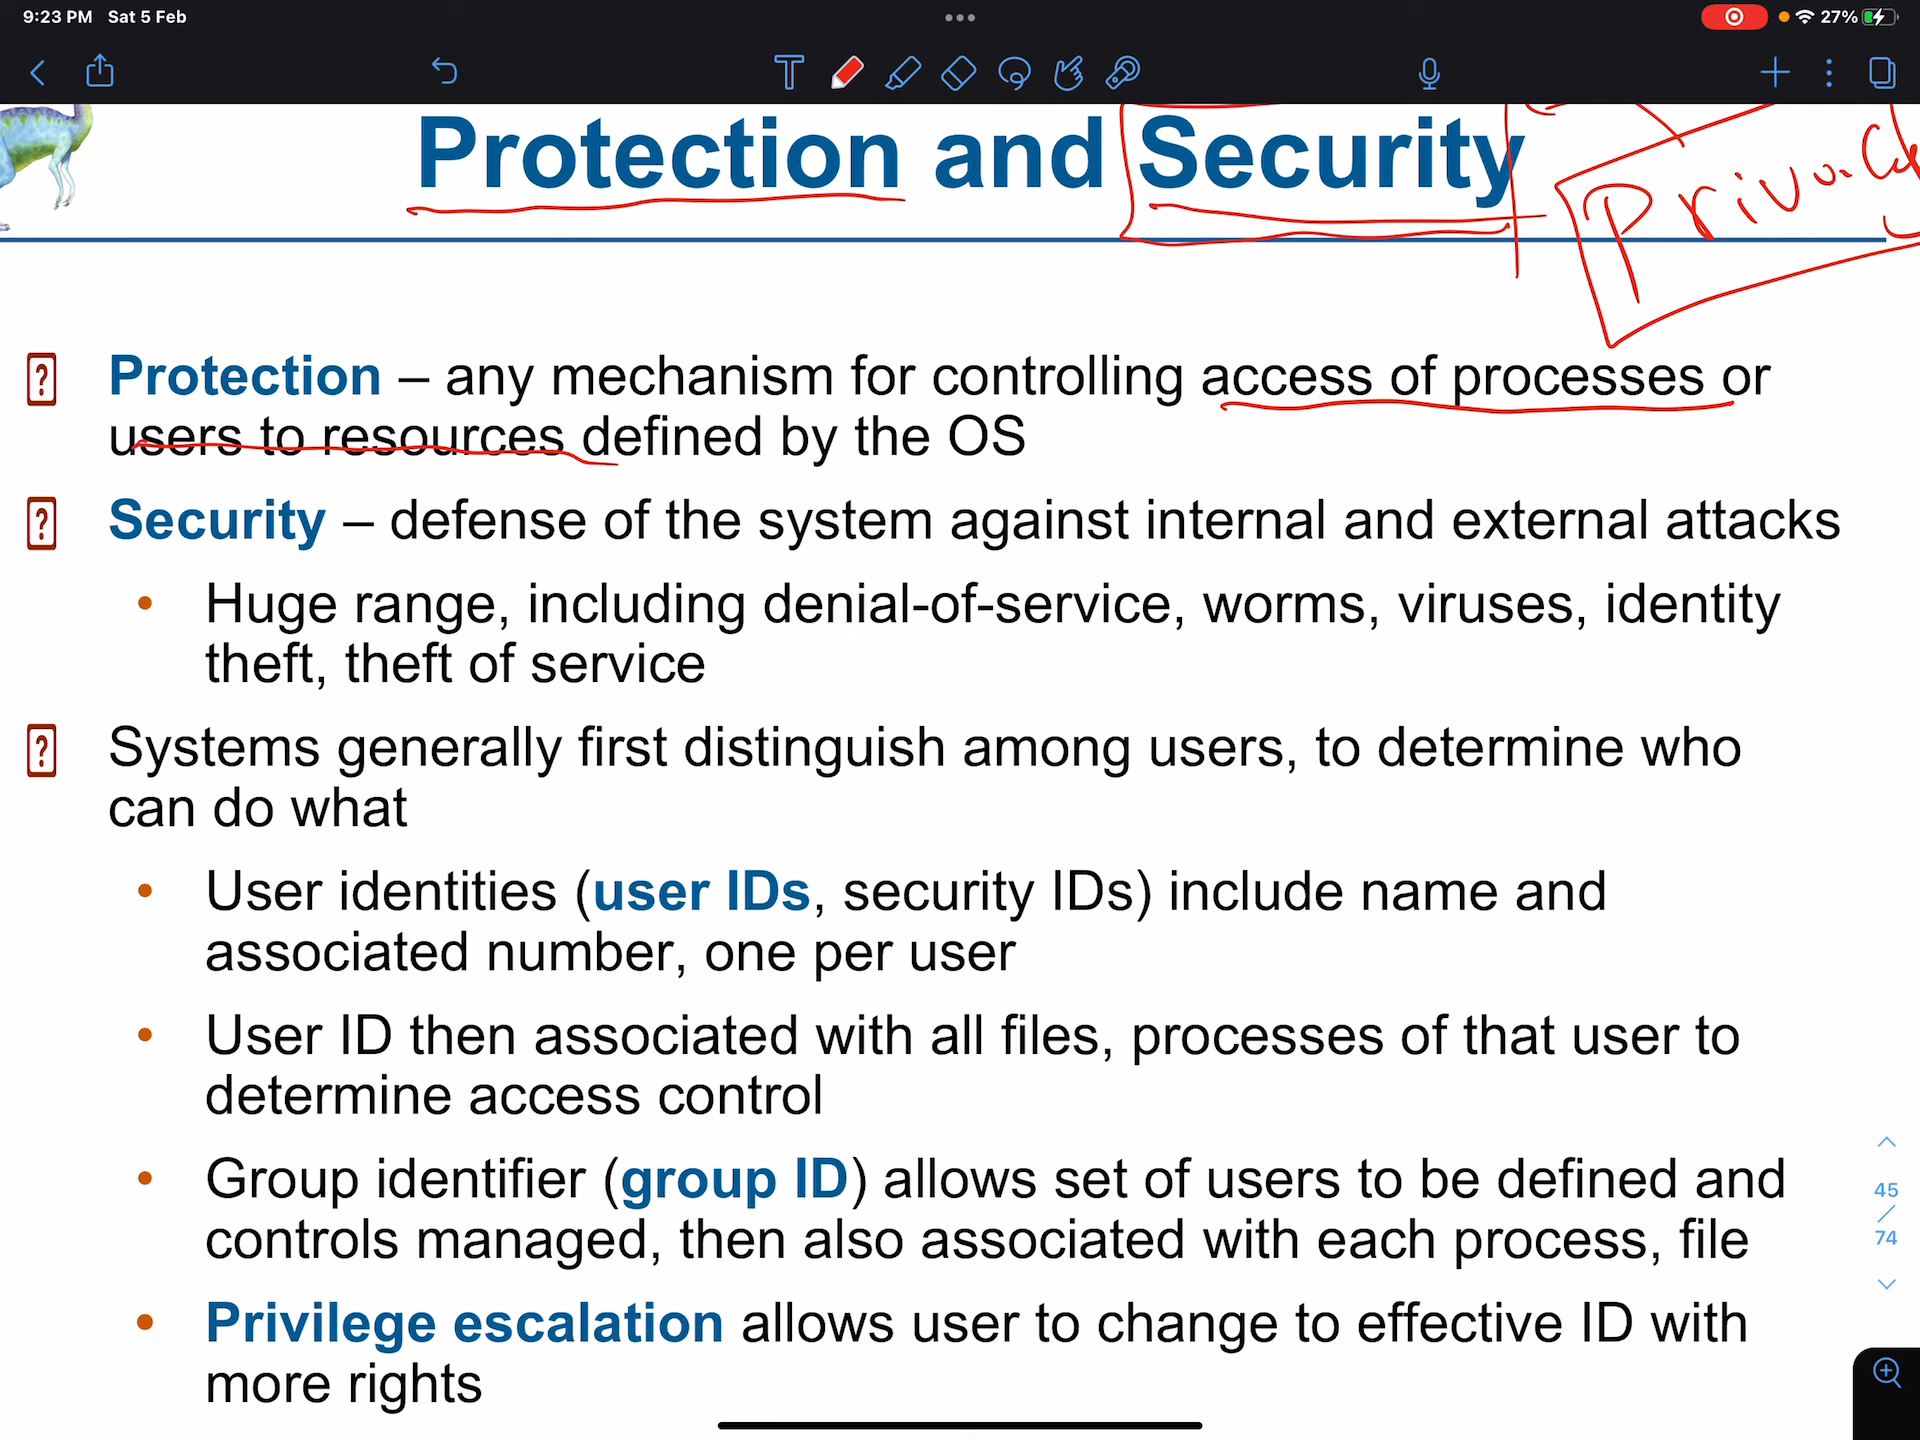 9:23 PM Sat 5 Feb
27%
Protection and Security
Protection – any mechanism for controlling access of processes or
users to resources defined by the OS
Security – defense of the system against internal and external attacks
• Huge range, including denial-of-service, worms, viruses, identity
theft, theft of service
Systems generally first distinguish among users, to determine who
can do what
• User identities (user IDs, security IDs) include name and
associated number, one per user
• User ID then associated with all files, processes of that user to
determine access control
• Group identifier (group ID) allows set of users to be defined and
controls managed, then also associated with each process, file
• Privilege escalation allows user to change to effective ID with
more rights
45
/
74